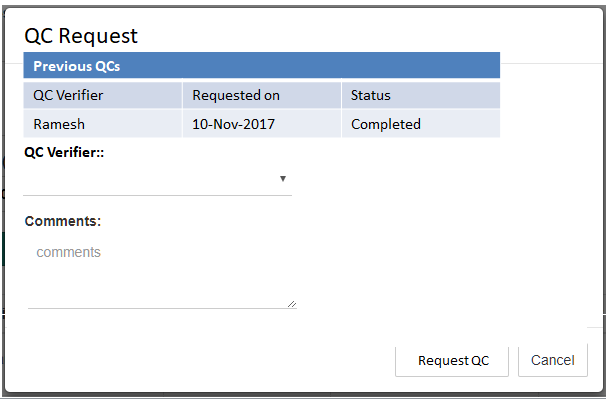 QC Request
Previous QCs
QC Verifier Requested on Status
Ramesh 10-Nov-2017 Completed
QC Verifier::
Comments:
comments
Request QC Cancel